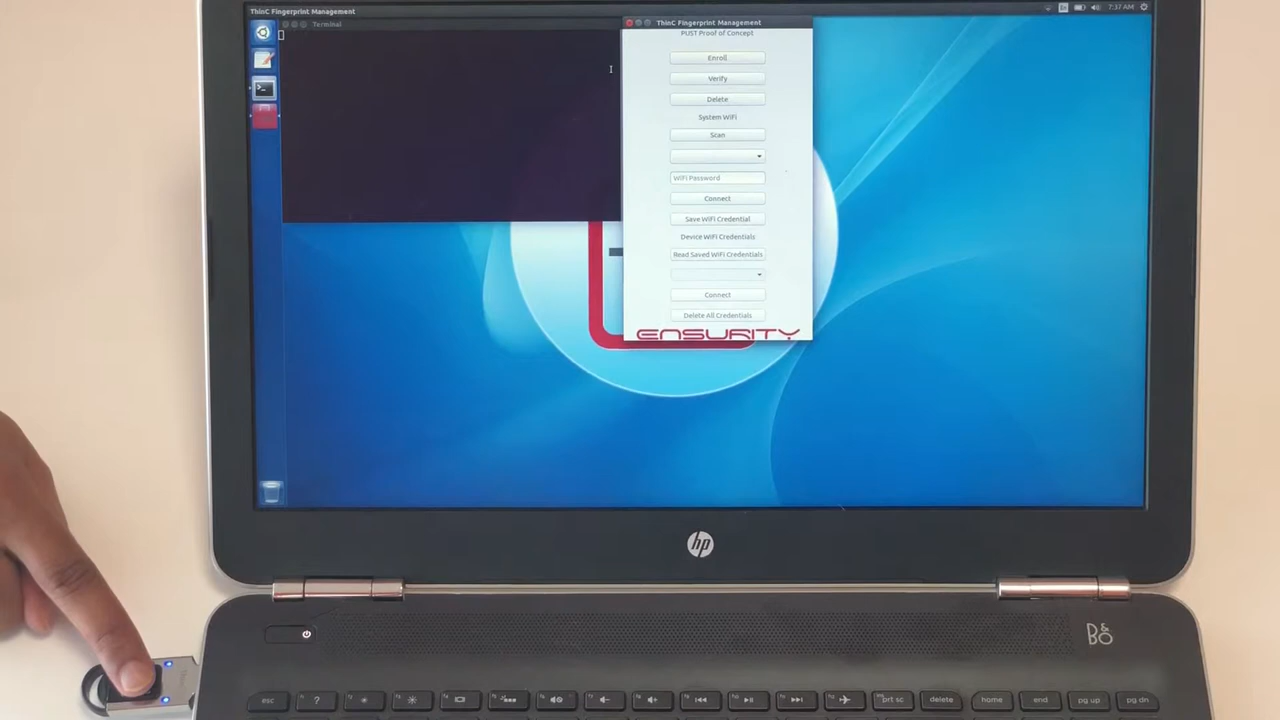 ThinC Fingerprint Management
7:37 AM
Terminal
ThinC Fingerprint Management
PUST Proof of Concept
Enroll
Verify
Delete
System WiFi
Scan
WiFi Password
Connect
Save WiFi Credential
Device WiFi Credentials
Read Saved WiFi Credentials
Connect
Delete All Credentials
ENSURITY
hp
B&O
esc
?
prt sc
delete
home
end
pg up
pg dn